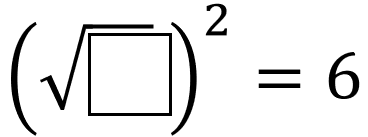 (√□)² = 6